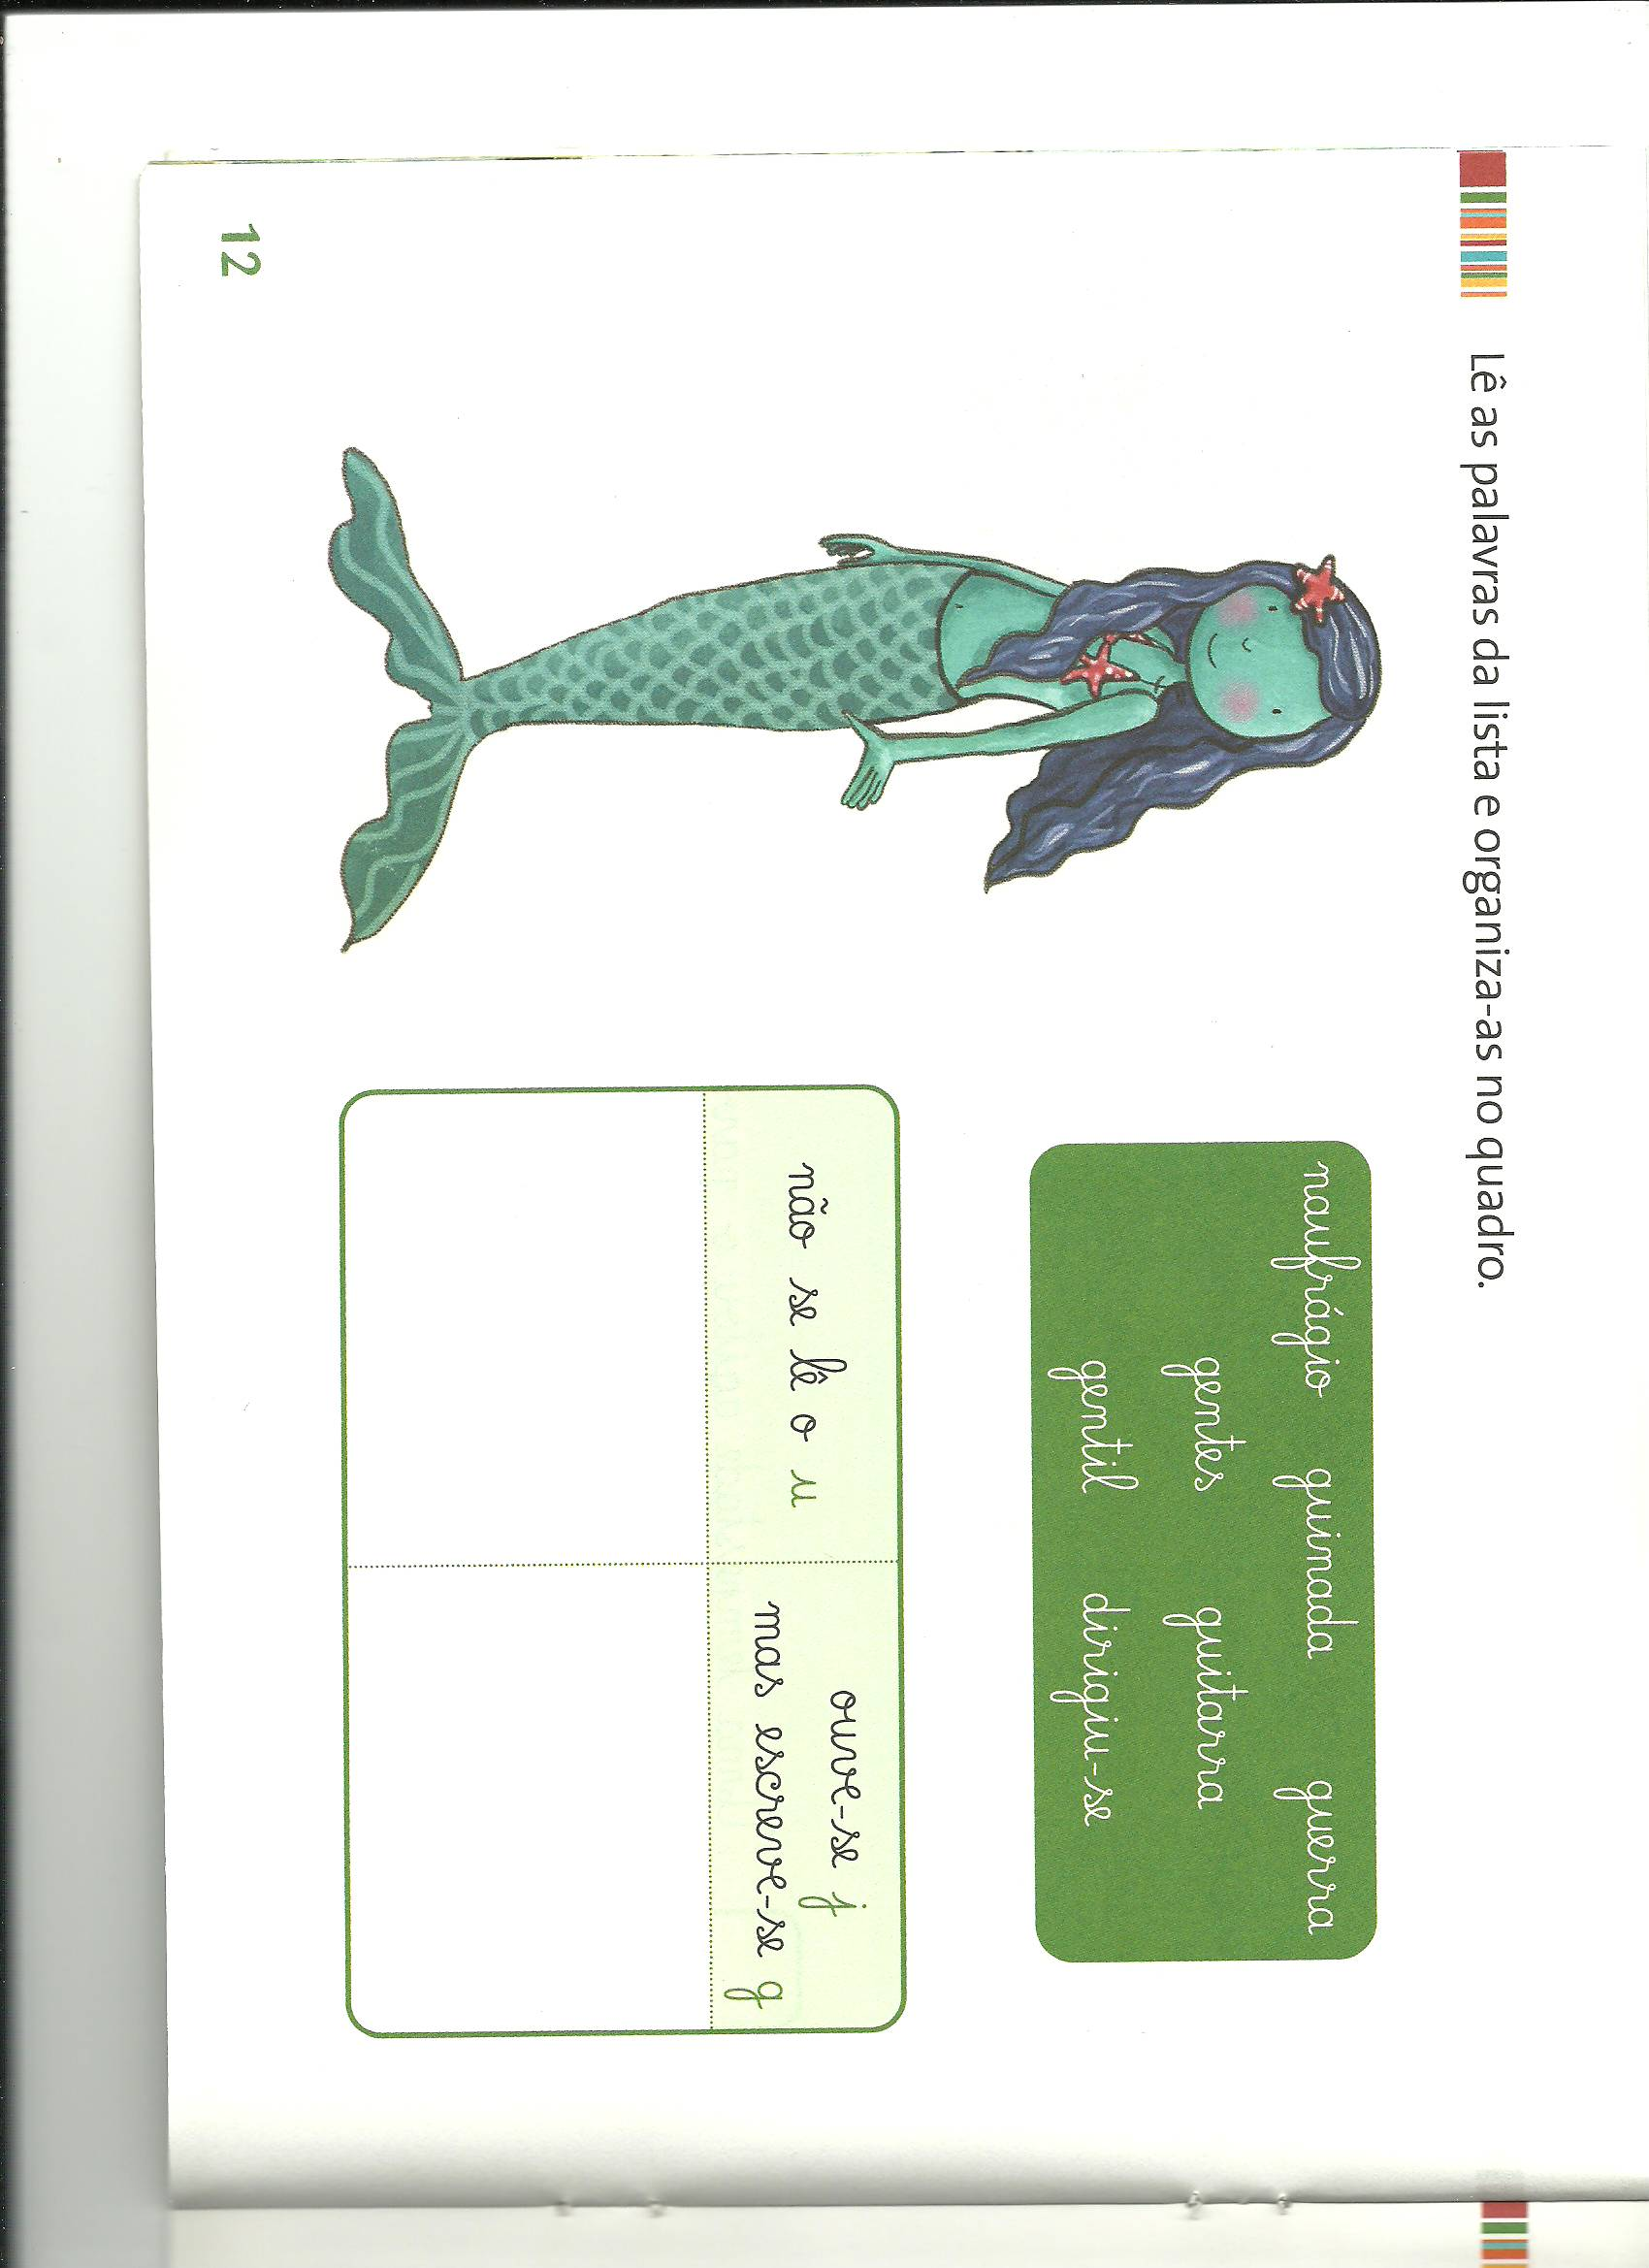 Lê as palavras da lista e organiza-as no quadro.
naufrágio guinada guerra
gentes guitarra
gentil dirigiu-se
não se lê o u
ouve-se j
mas escreve-se g
12